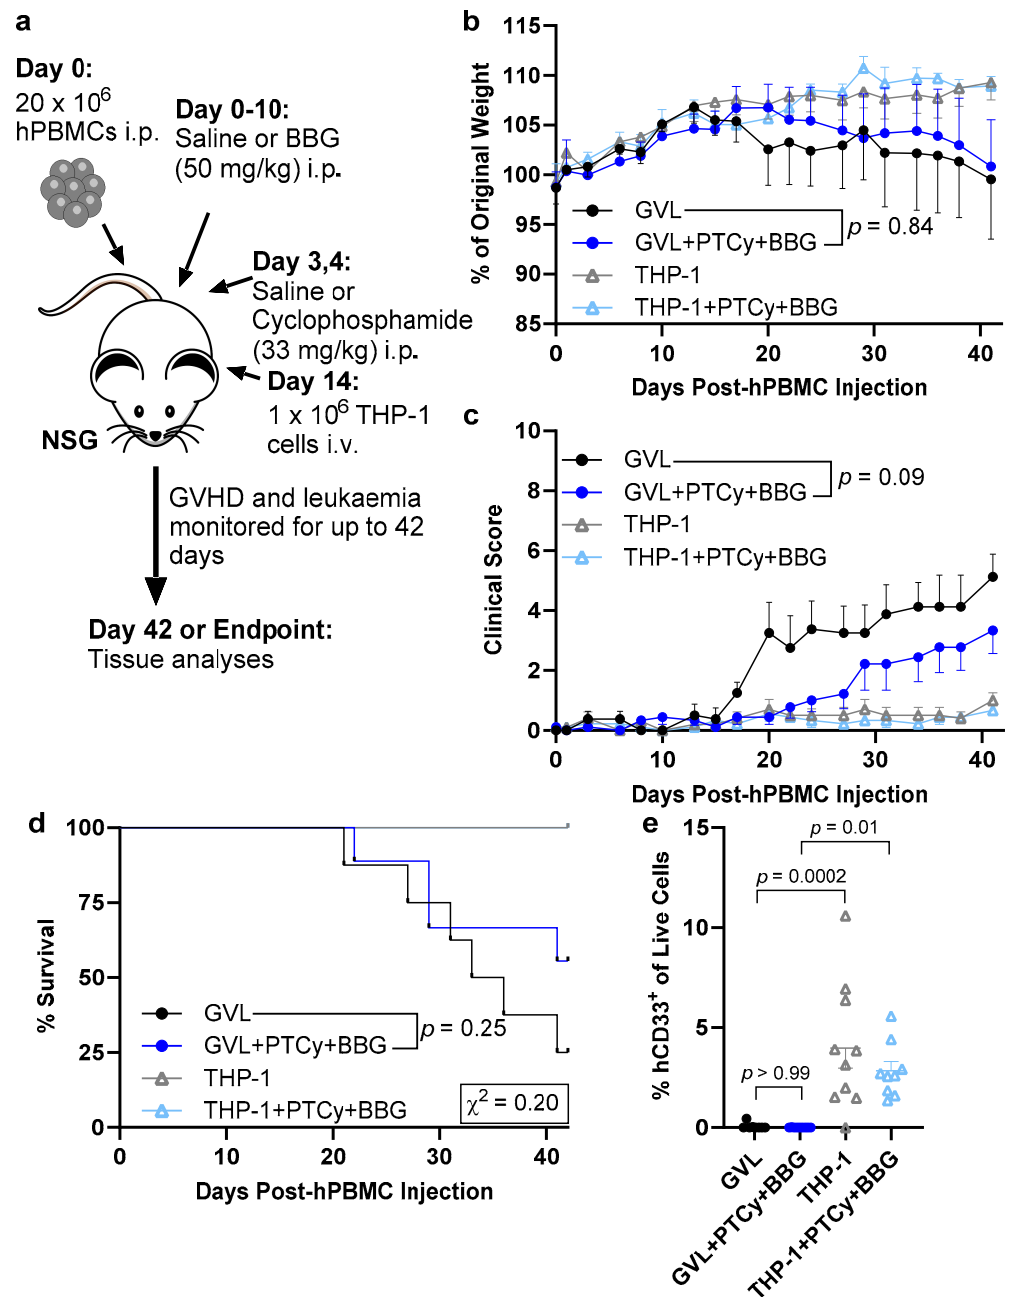 a
Day 0:
20 x 10⁶
hPBMCs i.p.
Day 0-10:
Saline or BBG
(50 mg/kg) i.p.
Day 3,4:
Saline or
Cyclophosphamide
(33 mg/kg) i.p.
Day 14:
1 x 10⁶ THP-1
cells i.v.
NSG
GVHD and leukaemia
monitored for up to 42
days
Day 42 or Endpoint:
Tissue analyses
b
% of Original Weight
115
110
105
100
95
90
85
GVL
GVL+PTCy+BBG
p = 0.84
THP-1
THP-1+PTCy+BBG
0 10 20 30 40
Days Post-hPBMC Injection
c
Clinical Score
10
8
6
4
2
0
GVL
GVL+PTCy+BBG
p = 0.09
THP-1
THP-1+PTCy+BBG
0 10 20 30 40
Days Post-hPBMC Injection
d
% Survival
100
75
50
25
0
GVL
GVL+PTCy+BBG
p = 0.25
THP-1
THP-1+PTCy+BBG
χ² = 0.20
0 10 20 30 40
Days Post-hPBMC Injection
e
% hCD33⁺ of Live Cells
15
10
5
0
p = 0.01
p = 0.0002
p > 0.99
GVL
GVL+PTCy+BBG
THP-1
THP-1+PTCy+BBG